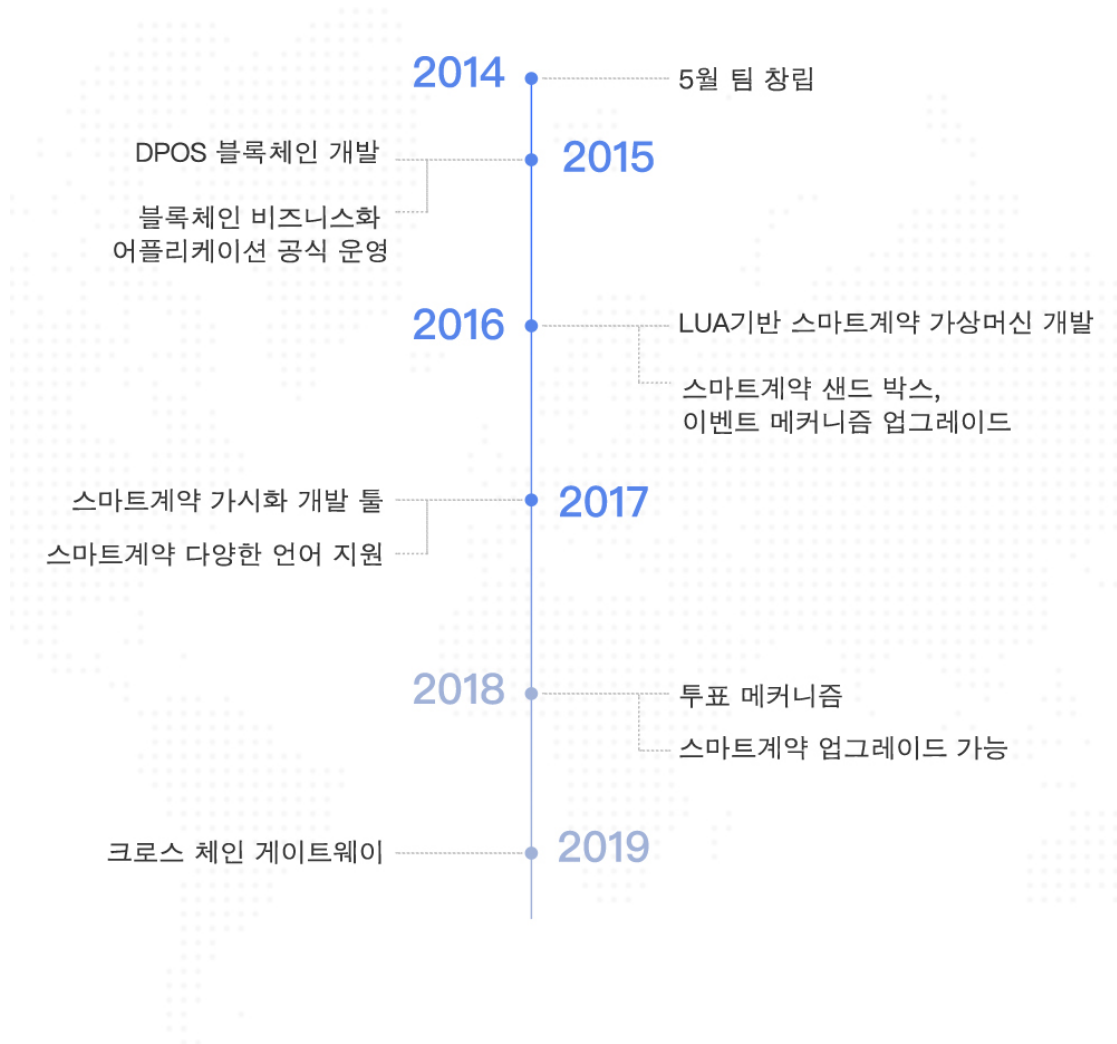 2014
5월 팀 창립
2015
DPOS 블록체인 개발
블록체인 비즈니스화
어플리케이션 공식 운영
2016
LUA기반 스마트계약 가상머신 개발
스마트계약 샌드 박스,
이벤트 메커니즘 업그레이드
2017
스마트계약 가시화 개발 툴
스마트계약 다양한 언어 지원
2018
투표 메커니즘
스마트계약 업그레이드 가능
2019
크로스 체인 게이트웨이